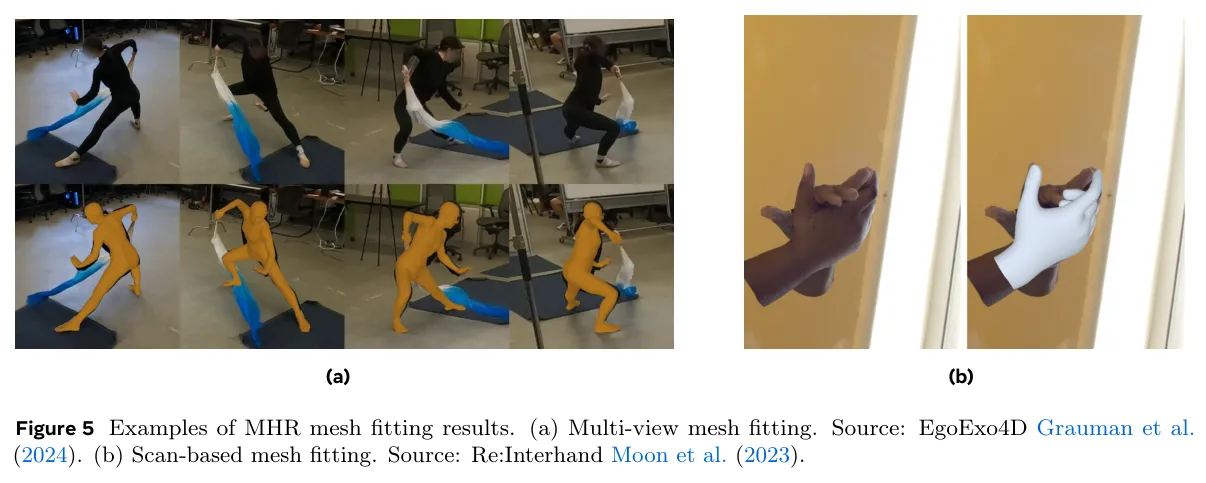 (a)
(b)
Figure 5 Examples of MHR mesh fitting results. (a) Multi-view mesh fitting. Source: EgoExo4D Grauman et al.
(2024). (b) Scan-based mesh fitting. Source: Re:Interhand Moon et al. (2023).